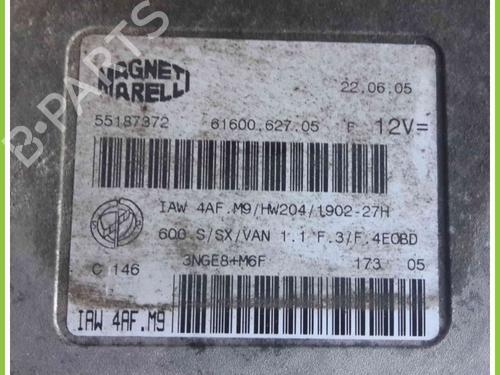 MAGNETI
MARELLI
22.06.05
55187372 61600.627.05 F 12V=
IAW 4AF.M9/HW204/1902-27H
600 S/SX/VAN 1.1 F.3/F.4EOBD
3NGE8+M6F
C 146 173 05
IAW 4AF.M9
B-PARTS